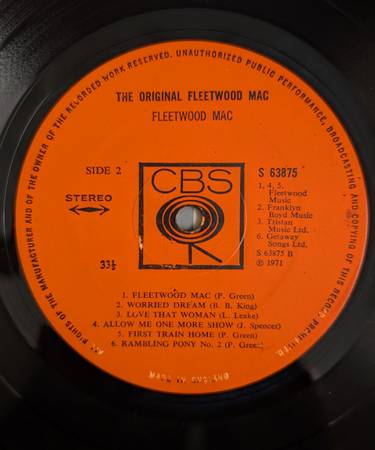 ALL RIGHTS OF THE MANUFACTURER AND OF THE OWNER OF THE RECORDED WORK RESERVED. UNAUTHORIZED PUBLIC PERFORMANCE, BROADCASTING AND COPYING OF THIS RECORD PROHIBITED.
THE ORIGINAL FLEETWOOD MAC
FLEETWOOD MAC
SIDE 2
STEREO
33⅓
CBS
S 63875
1, 4, 5.
Fleetwood
Music
2. Franklyn
Boyd Music
3. Tristan
Music Ltd.
6. Getaway
Songs Ltd.
S 63875 B
℗ 1971
1. FLEETWOOD MAC (P. Green)
2. WORRIED DREAM (B. B. King)
3. LOVE THAT WOMAN (L. Leake)
4. ALLOW ME ONE MORE SHOW (J. Spencer)
5. FIRST TRAIN HOME (P. Green)
6. RAMBLING PONY No. 2 (P. Green)
MADE IN ENGLAND